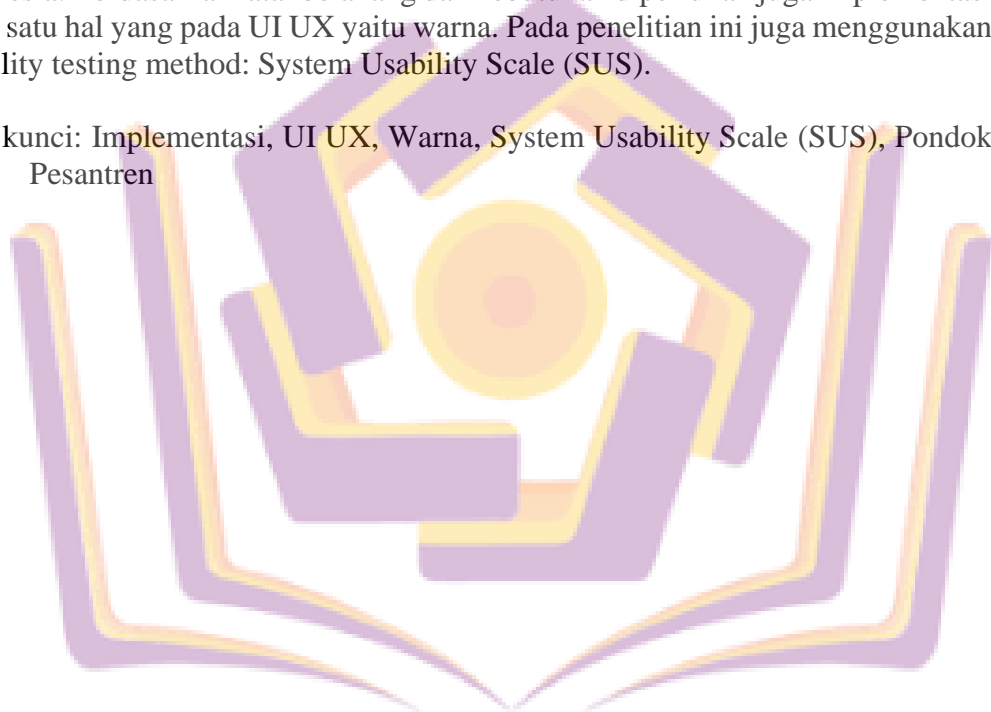 satu hal yang pada UI UX yaitu warna. Pada penelitian ini juga menggunakan
lity testing method: System Usability Scale (SUS).
kunci: Implementasi, UI UX, Warna, System Usability Scale (SUS), Pondok
Pesantren